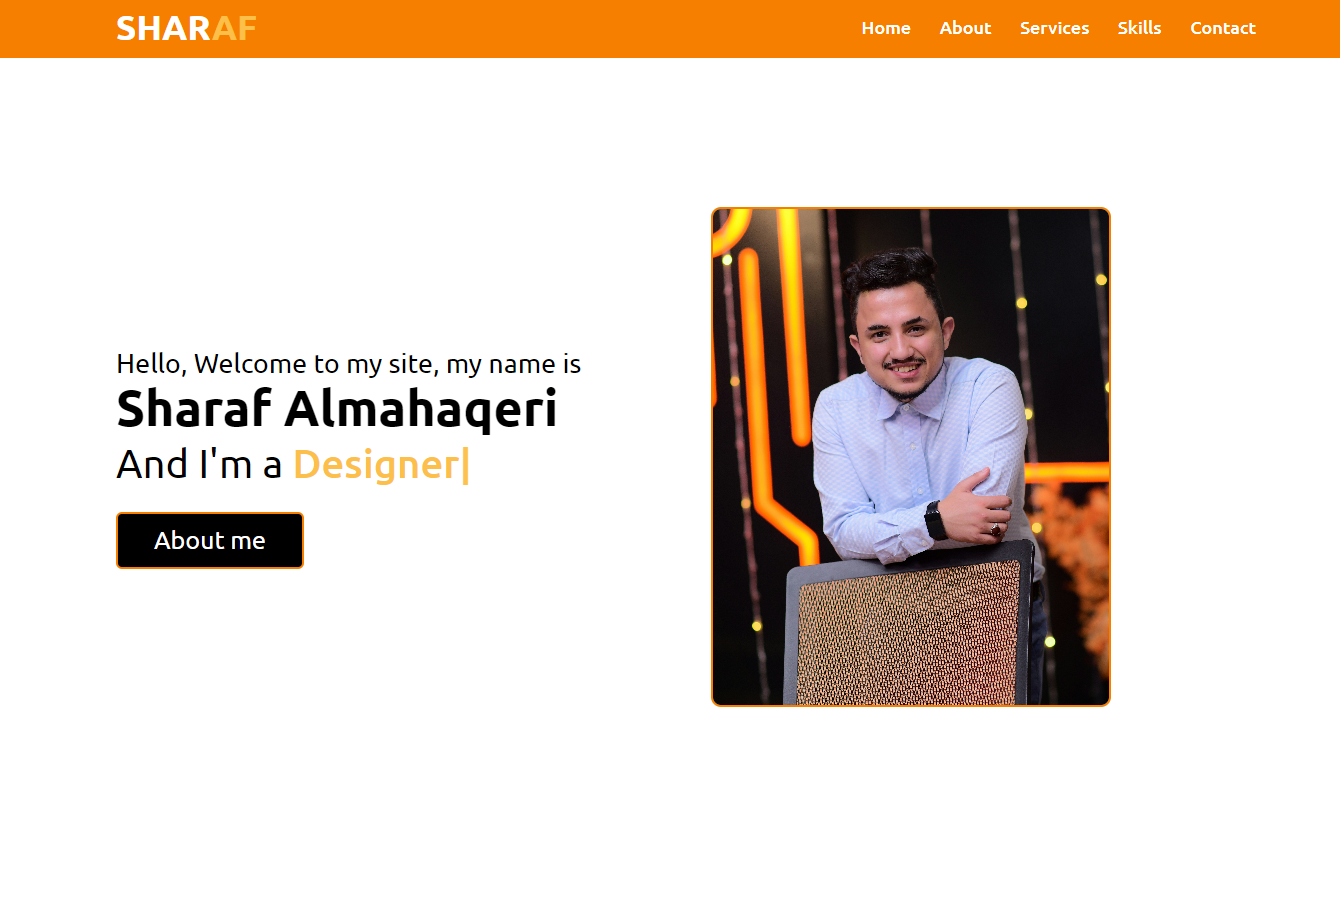 SHARAF
Home About Services Skills Contact
Hello, Welcome to my site, my name is
Sharaf Almahaqeri
And I'm a Designer|
About me